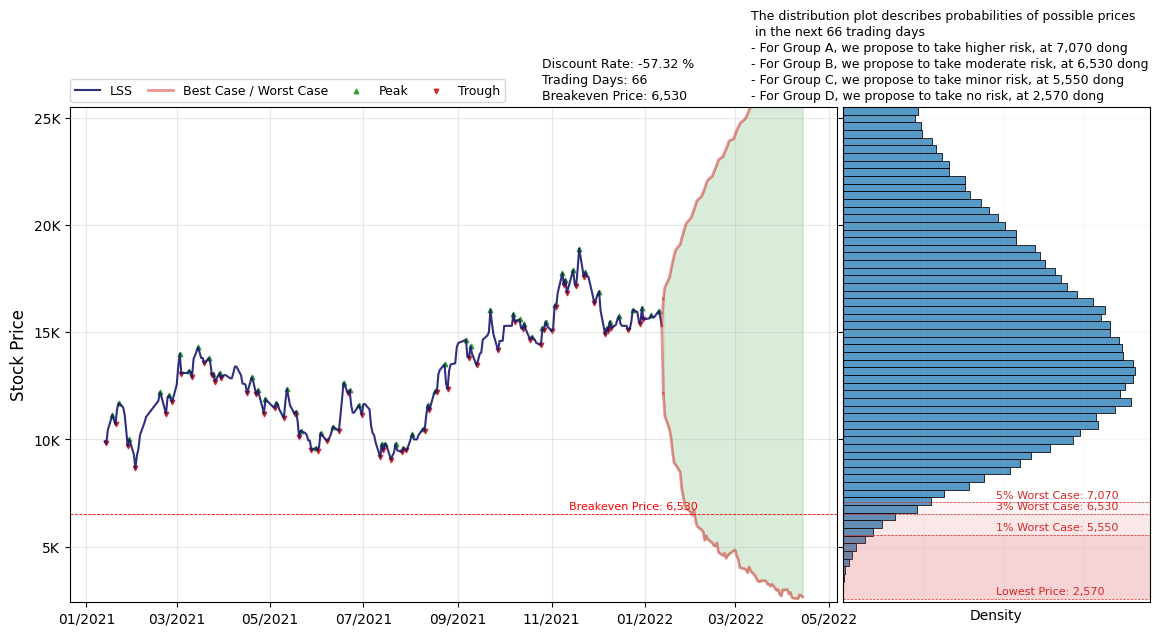 The distribution plot describes probabilities of possible prices
in the next 66 trading days
- For Group A, we propose to take higher risk, at 7,070 dong
- For Group B, we propose to take moderate risk, at 6,530 dong
- For Group C, we propose to take minor risk, at 5,550 dong
- For Group D, we propose to take no risk, at 2,570 dong
Discount Rate: -57.32 %
Trading Days: 66
Breakeven Price: 6,530
LSS
Best Case / Worst Case
Peak
Trough
Stock Price
25K
20K
15K
10K
5K
Breakeven Price: 6,530
5% Worst Case: 7,070
3% Worst Case: 6,530
1% Worst Case: 5,550
Lowest Price: 2,570
01/2021
03/2021
05/2021
07/2021
09/2021
11/2021
01/2022
03/2022
05/2022
Density